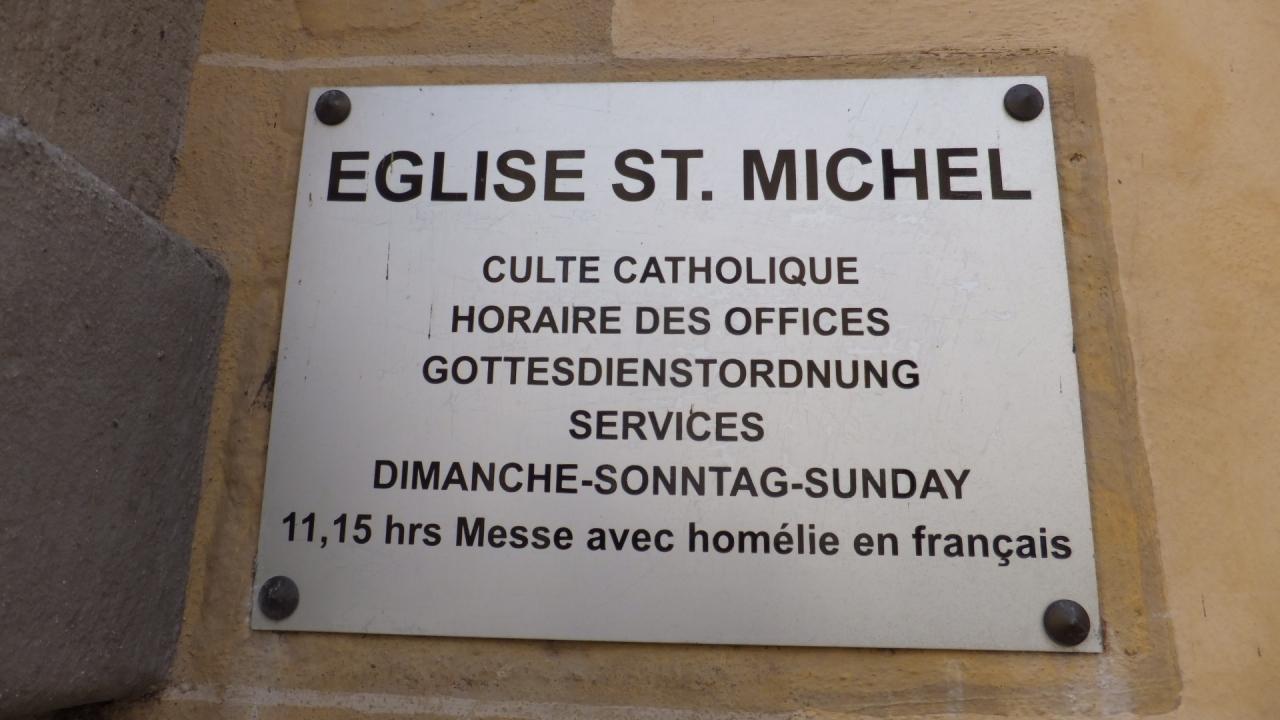 EGLISE ST. MICHEL
CULTE CATHOLIQUE
HORAIRE DES OFFICES
GOTTESDIENSTORDNUNG
SERVICES
DIMANCHE-SONNTAG-SUNDAY
11,15 hrs Messe avec homélie en français